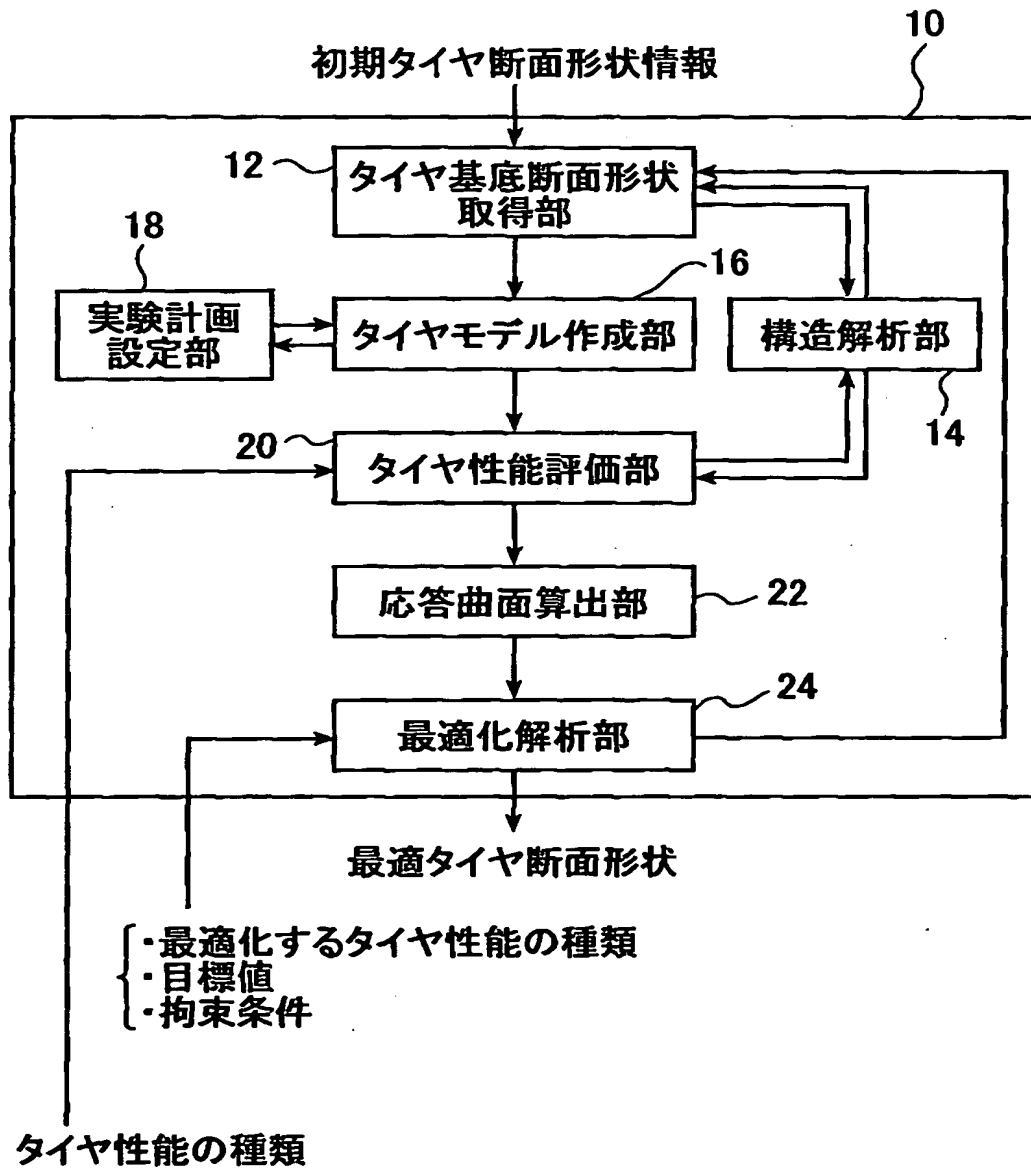 10
初期タイヤ断面形状情報
12
タイヤ基底断面形状
取得部
18
16
実験計画
設定部
タイヤモデル作成部
構造解析部
14
20
タイヤ性能評価部
応答曲面算出部
22
24
最適化解析部
最適タイヤ断面形状
・最適化するタイヤ性能の種類
・目標値
・拘束条件
タイヤ性能の種類